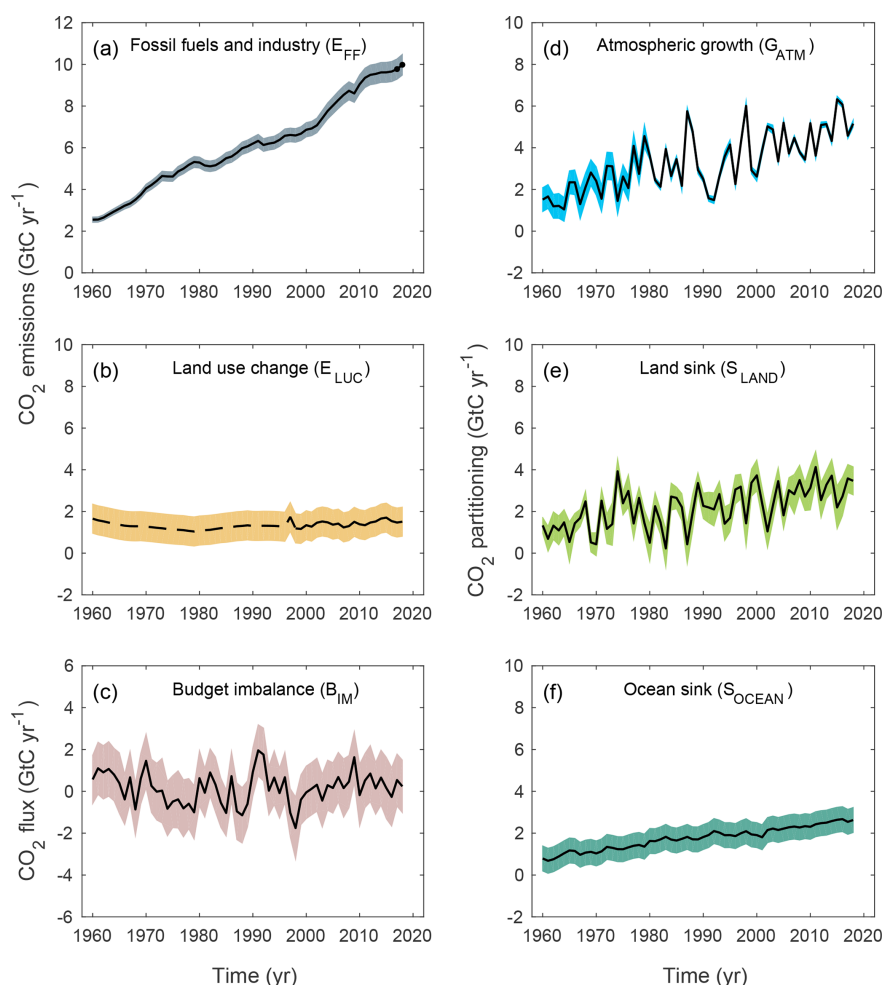 (a) Fossil fuels and industry (E_FF)
12
10
8
6
4
2
0
1960 1970 1980 1990 2000 2010 2020
(b) Land use change (E_LUC)
10
8
6
4
2
0
-2
1960 1970 1980 1990 2000 2010 2020
CO2 emissions (GtC yr-1)
(c) Budget imbalance (B_IM)
6
4
2
0
-2
-4
-6
1960 1970 1980 1990 2000 2010 2020
CO2 flux (GtC yr-1)
Time (yr)
(d) Atmospheric growth (G_ATM)
10
8
6
4
2
0
-2
1960 1970 1980 1990 2000 2010 2020
(e) Land sink (S_LAND)
10
8
6
4
2
0
-2
1960 1970 1980 1990 2000 2010 2020
CO2 partitioning (GtC yr-1)
(f) Ocean sink (S_OCEAN)
10
8
6
4
2
0
-2
1960 1970 1980 1990 2000 2010 2020
Time (yr)